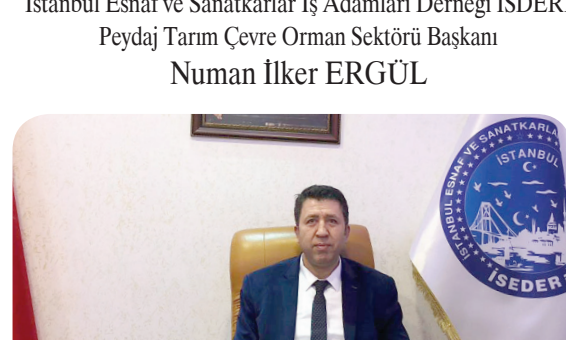 İstanbul Esnaf ve Sanatkarlar İş Adamları Derneği İSDER
Peydaj Tarım Çevre Orman Sektörü Başkanı
Numan İlker ERGÜL
İSTANBUL ESNAF VE SANATKARLA
İSTANBUL
İSEDER